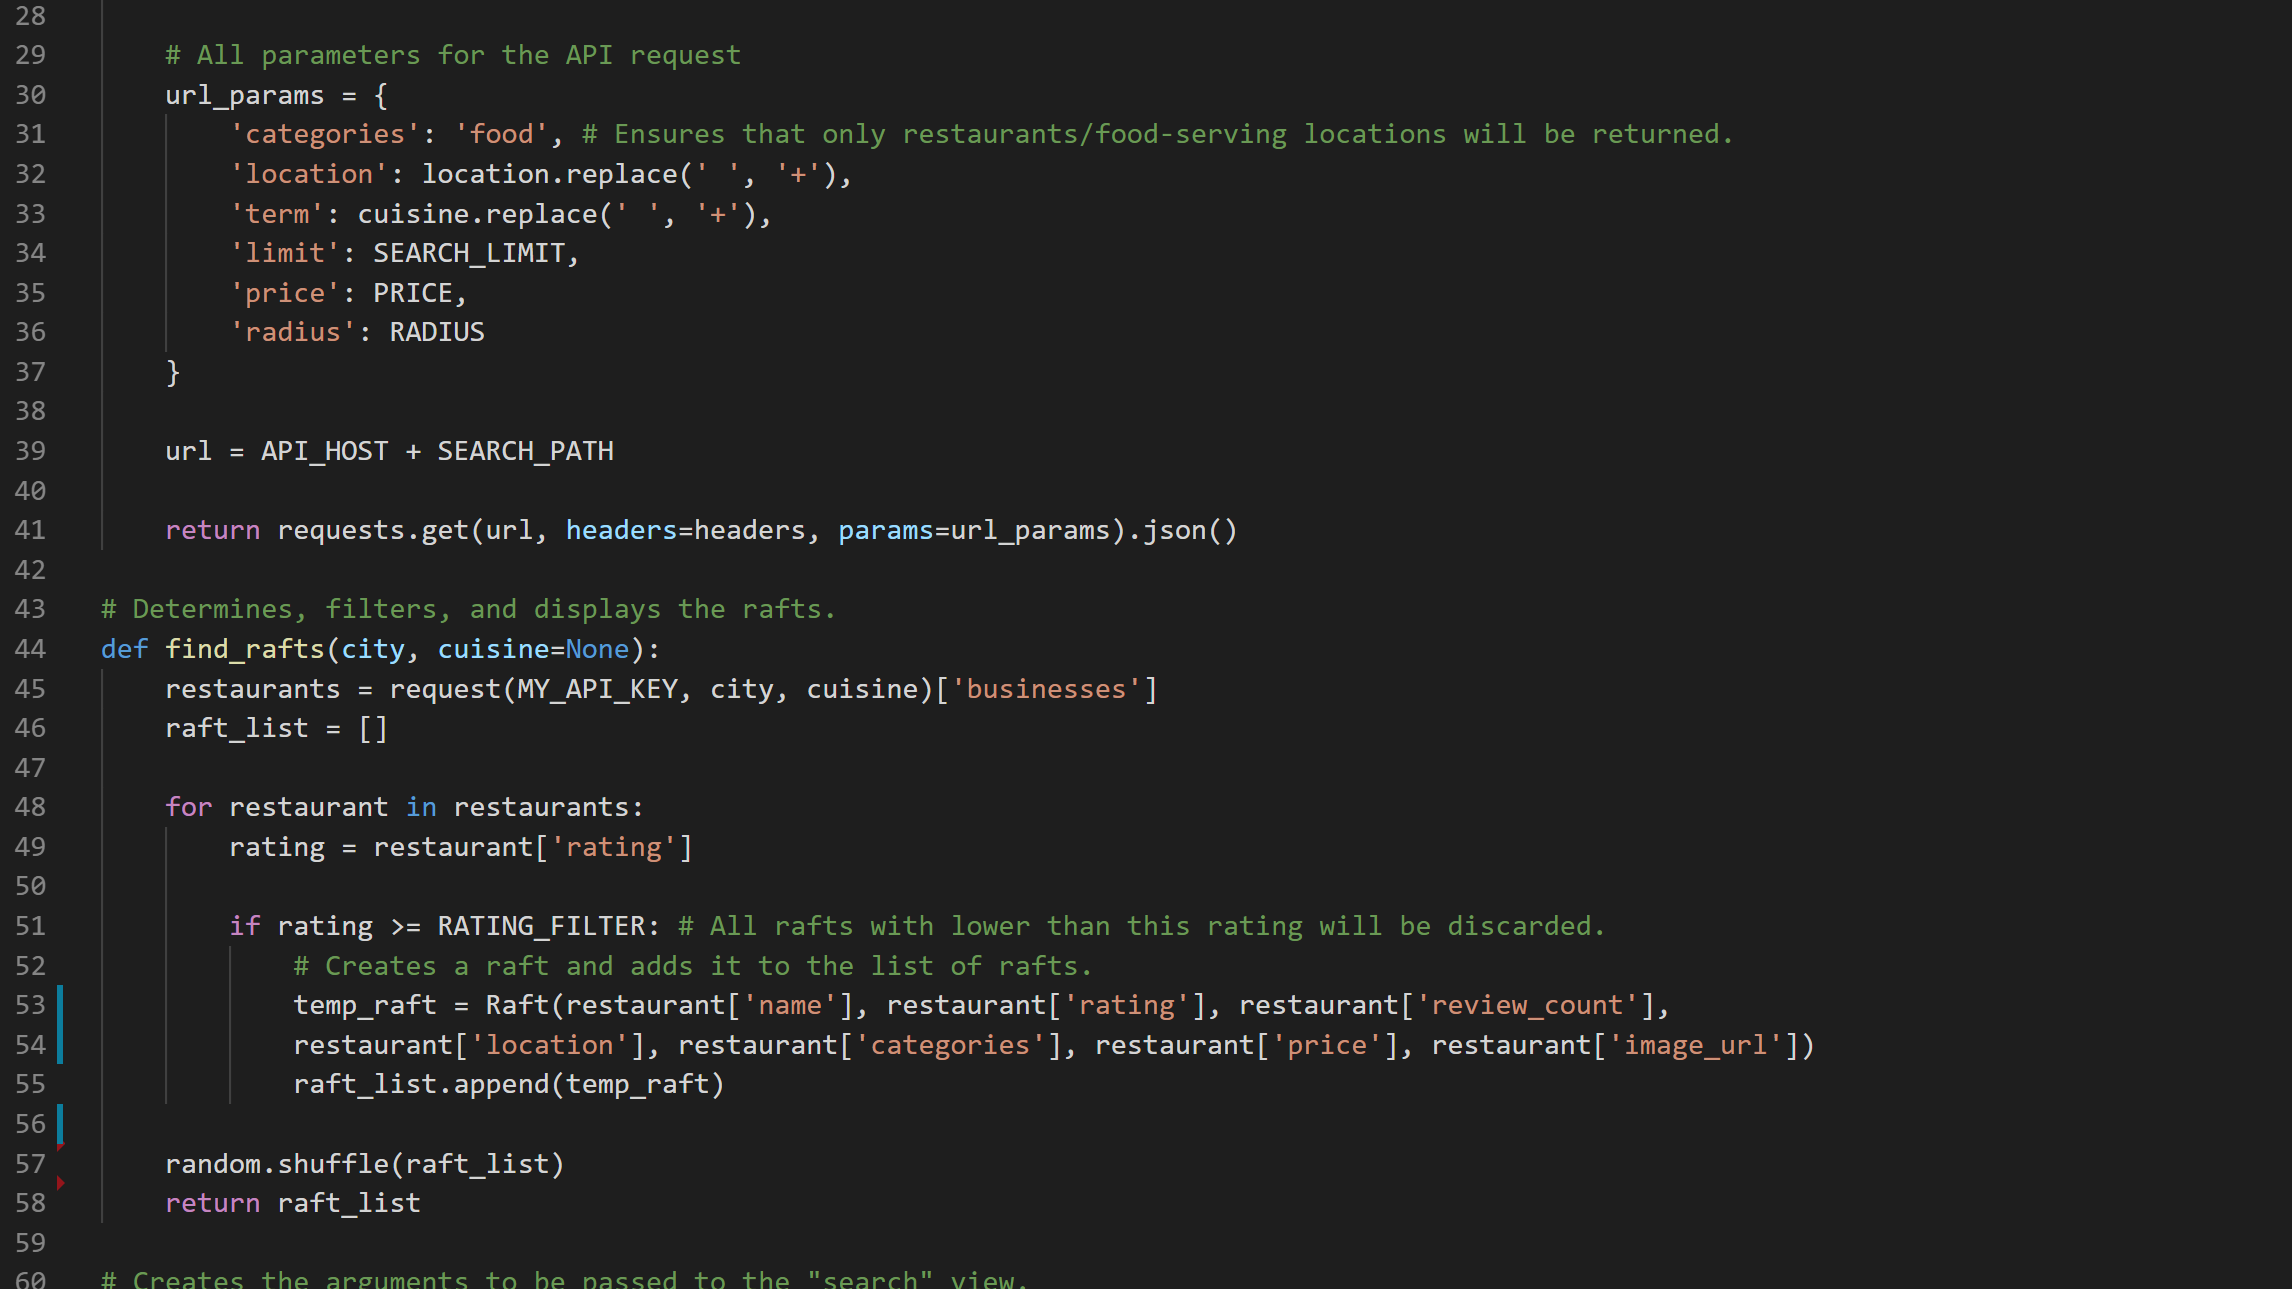 28
29 # All parameters for the API request
30 url_params = {
31 'categories': 'food', # Ensures that only restaurants/food-serving locations will be returned.
32 'location': location.replace(' ', '+'),
33 'term': cuisine.replace(' ', '+'),
34 'limit': SEARCH_LIMIT,
35 'price': PRICE,
36 'radius': RADIUS
37 }
38
39 url = API_HOST + SEARCH_PATH
40
41 return requests.get(url, headers=headers, params=url_params).json()
42
43 # Determines, filters, and displays the rafts.
44 def find_rafts(city, cuisine=None):
45 restaurants = request(MY_API_KEY, city, cuisine)['businesses']
46 raft_list = []
47
48 for restaurant in restaurants:
49 rating = restaurant['rating']
50
51 if rating >= RATING_FILTER: # All rafts with lower than this rating will be discarded.
52 # Creates a raft and adds it to the list of rafts.
53 temp_raft = Raft(restaurant['name'], restaurant['rating'], restaurant['review_count'],
54 restaurant['location'], restaurant['categories'], restaurant['price'], restaurant['image_url'])
55 raft_list.append(temp_raft)
56
57 random.shuffle(raft_list)
58 return raft_list
59
60 # Creates the arguments to be passed to the "search" view.